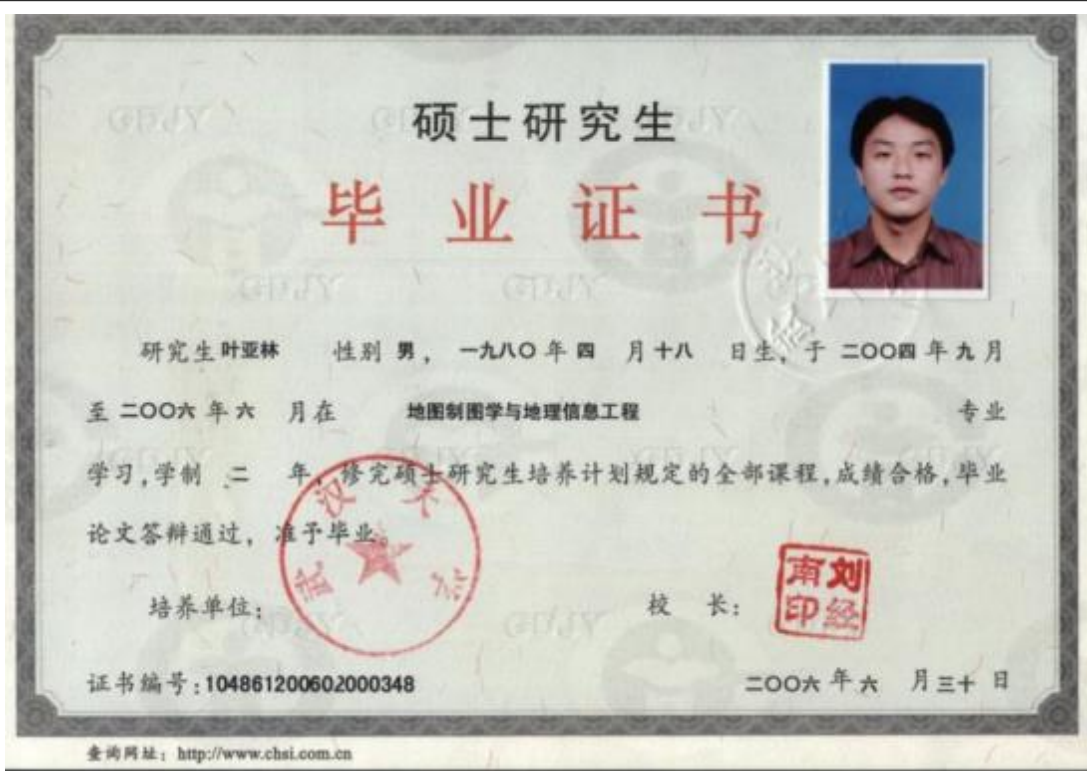 硕士研究生
毕业证书
研究生 叶亚林 性别 男， 一九八〇 年 四 月 十八 日生，于 二〇〇四 年 九 月
至 二〇〇六 年 六 月在 地图制图学与地理信息工程 专业
学习，学制 二 年，修完硕士研究生培养计划规定的全部课程，成绩合格，毕业
论文答辩通过，准予毕业。
武汉大学
培养单位：
校 长：
刘经南印
证书编号：104861200602000348
二〇〇六 年 六 月 三十 日
查询网址：http://www.chsi.com.cn